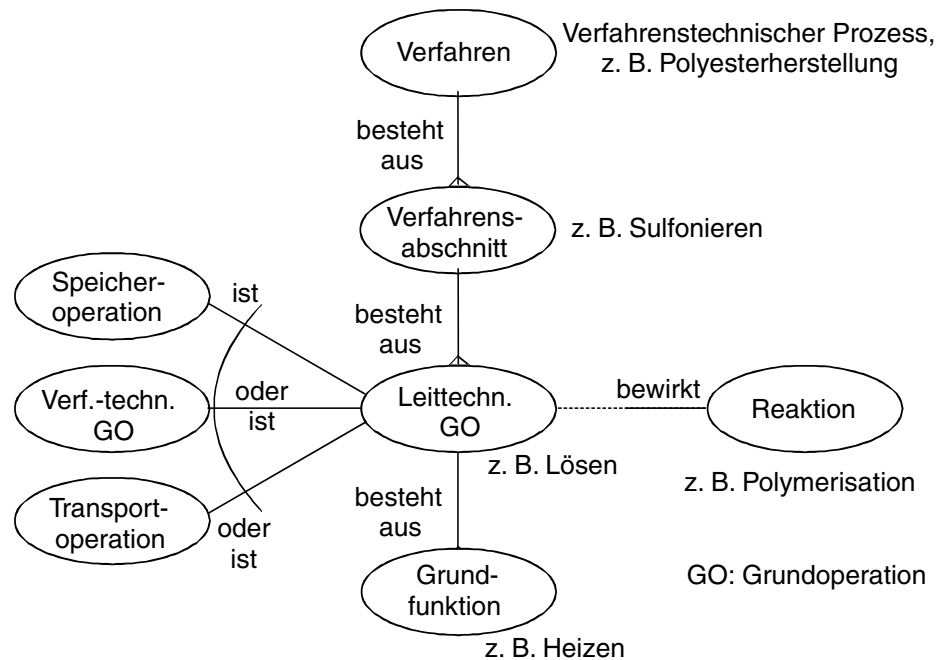 Verfahren
Verfahrenstechnischer Prozess,
z. B. Polyesterherstellung
besteht
aus
Verfahrens-
abschnitt
z. B. Sulfonieren
Speicher-
operation
ist
besteht
aus
Verf.-techn.
GO
oder
ist
Leittechn.
GO
bewirkt
Reaktion
z. B. Lösen
z. B. Polymerisation
Transport-
operation
oder
ist
besteht
aus
Grund-
funktion
GO: Grundoperation
z. B. Heizen